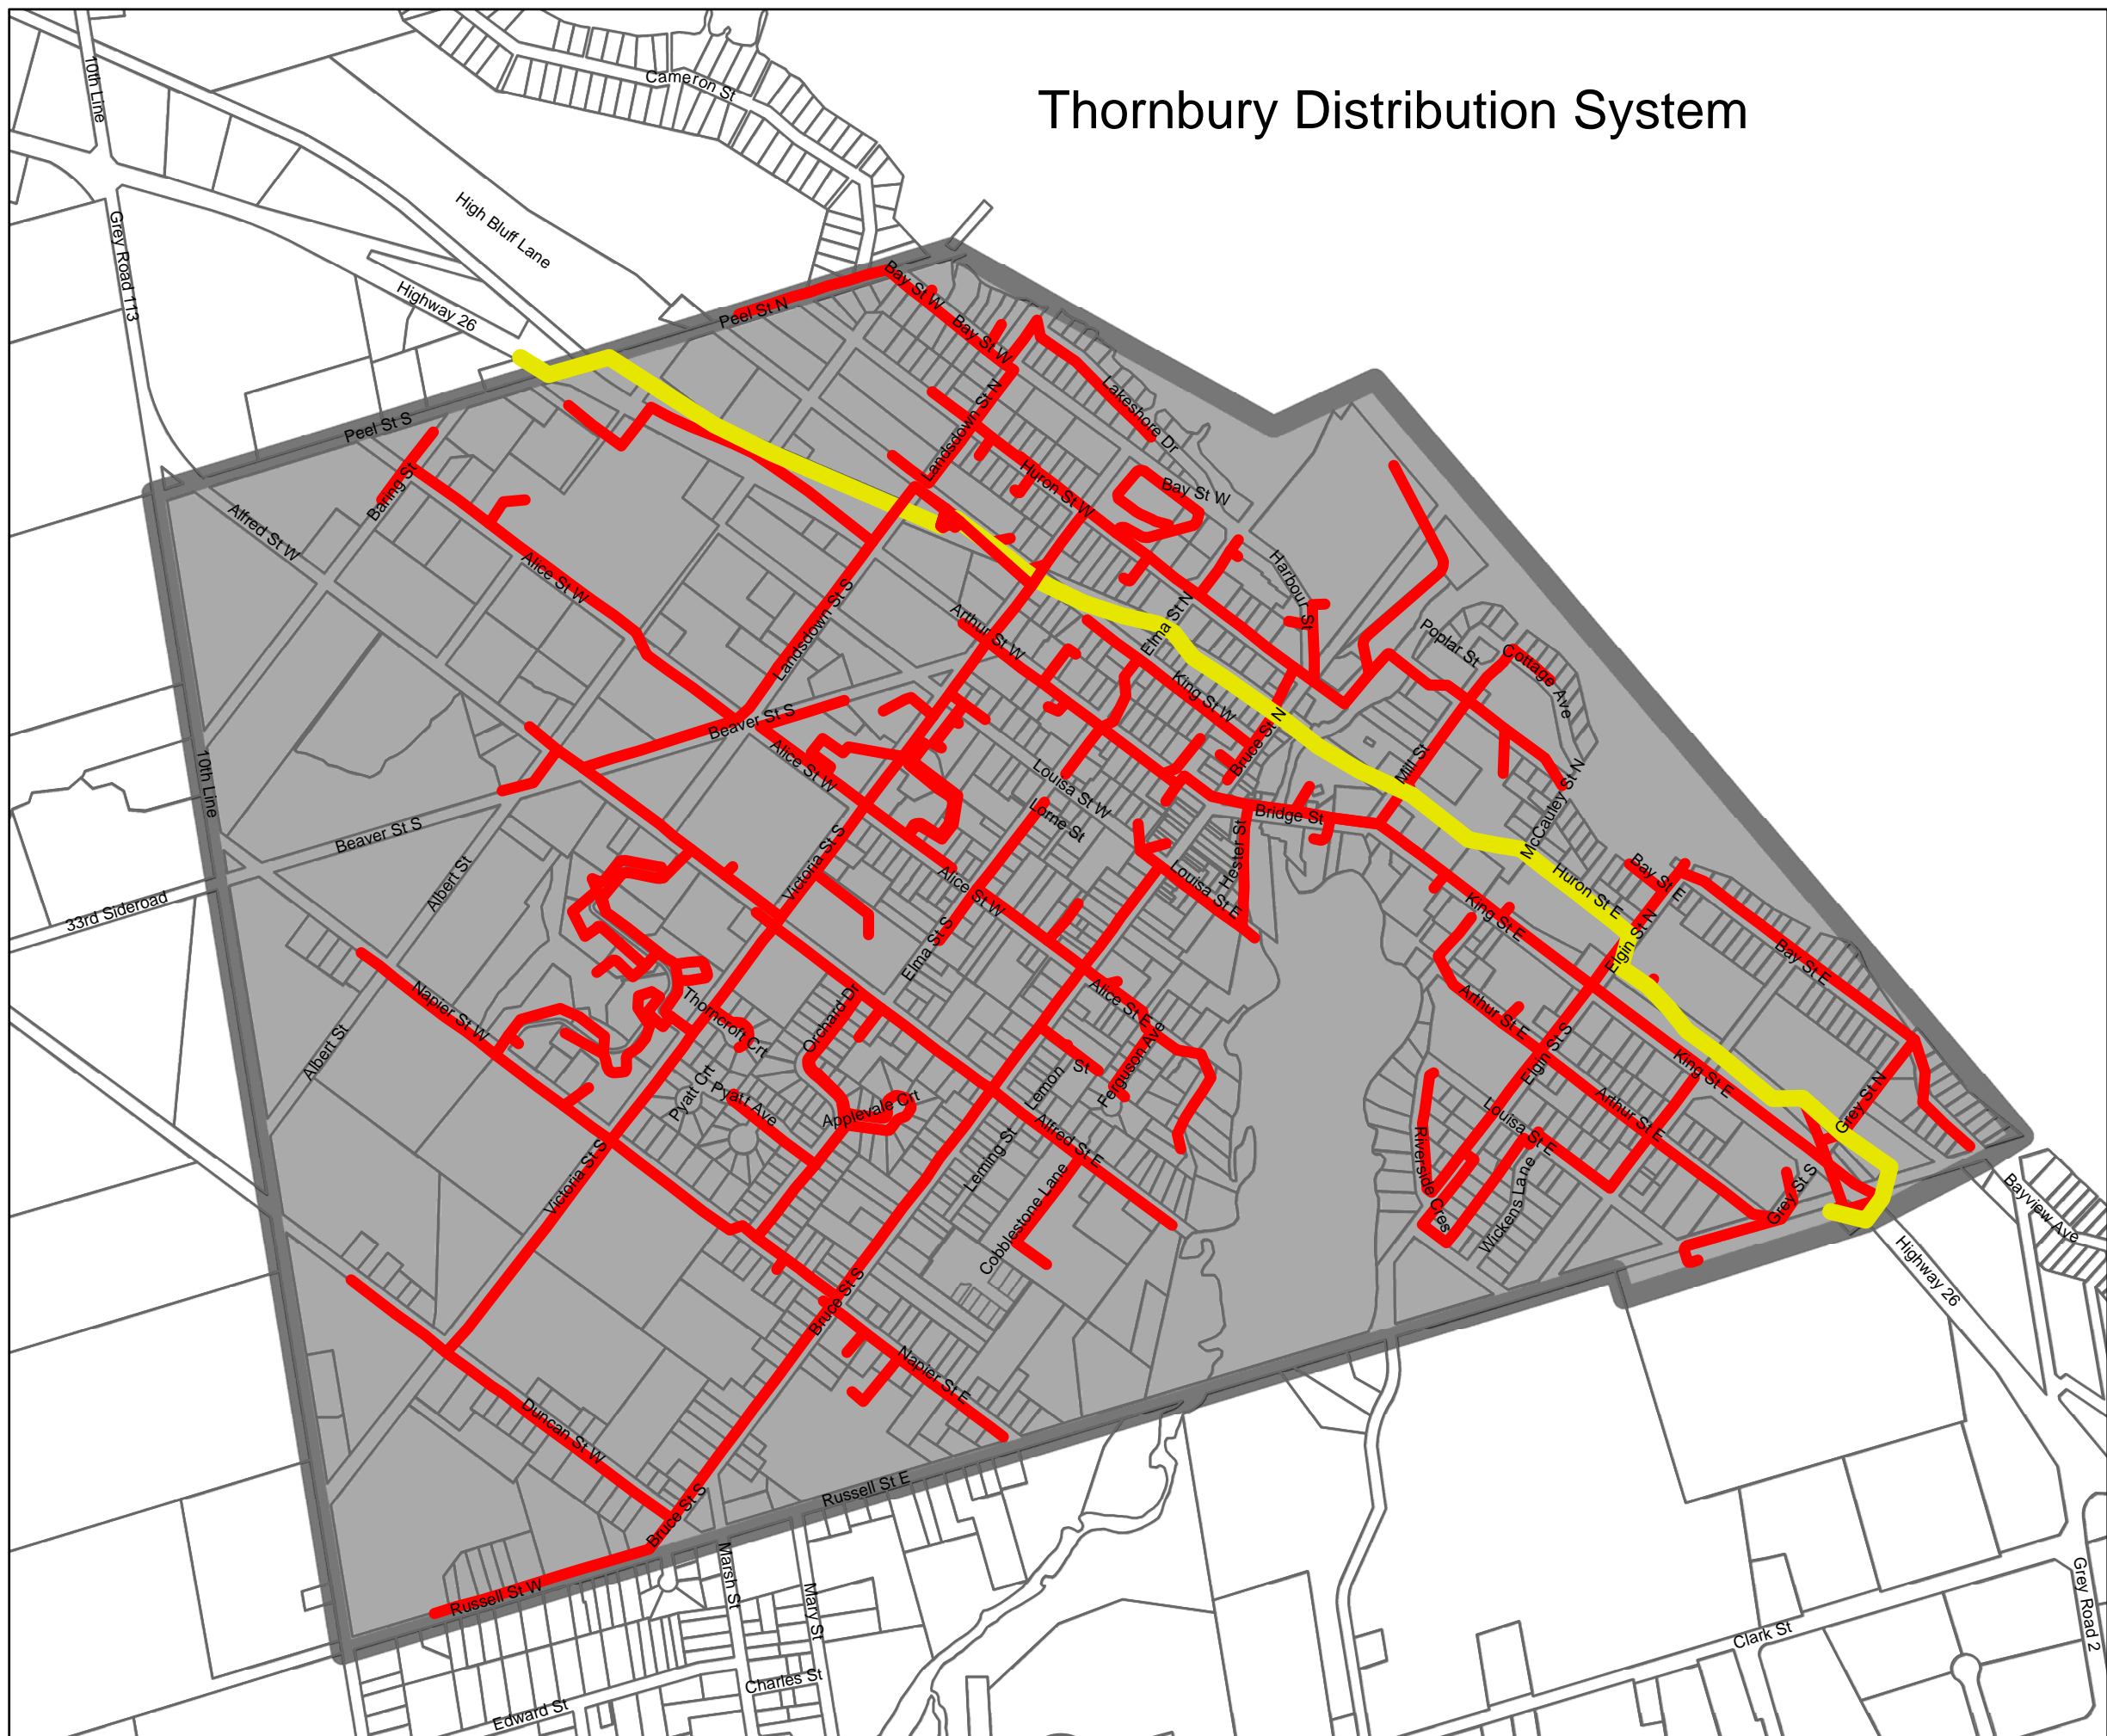 Thornbury Distribution System
10th Line
Cameron St
High Bluff Lane
Grey Road 113
Highway 26
Peel St N
Bay St W
Bay St W
Lakeshore Dr
Landsdown St N
Peel St S
Baring St
Alfred St W
Huron St W
Bay St W
Harbour St
Alice St W
Landsdown St S
Arthur St W
Elma St N
Poplar St
Cottage Ave
King St W
Bruce St N
Mill St
Beaver St S
Alice St W
Louisa St W
Lorne St
Bridge St
Hester St
McCauley St N
10th Line
Beaver St S
Albert St
Victoria St S
Alice St W
Louisa St E
Huron St E
Bay St E
33rd Sideroad
Elma St S
King St E
Elgin St N
Bay St E
Napier St W
Thorncroft Crt
Orchard Dr
Alice St E
Arthur St E
Albert St
Pyatt Crt
Pyatt Ave
Applevale Crt
Lemon
St
Ferguson Ave
Elgin St S
King St E
Grey St N
Alfred St E
Louisa St E
Arthur St E
Leming St
Riverside Cres
Wickens Lane
Grey St S
Victoria St S
Cobblestone Lane
Bayview Ave
Highway 26
Bruce St S
Napier St E
Duncan St W
Russell St E
Bruce St S
Russell St W
Marsh St
Mary St
Grey Road 2
Clark St
Charles St
Edward St